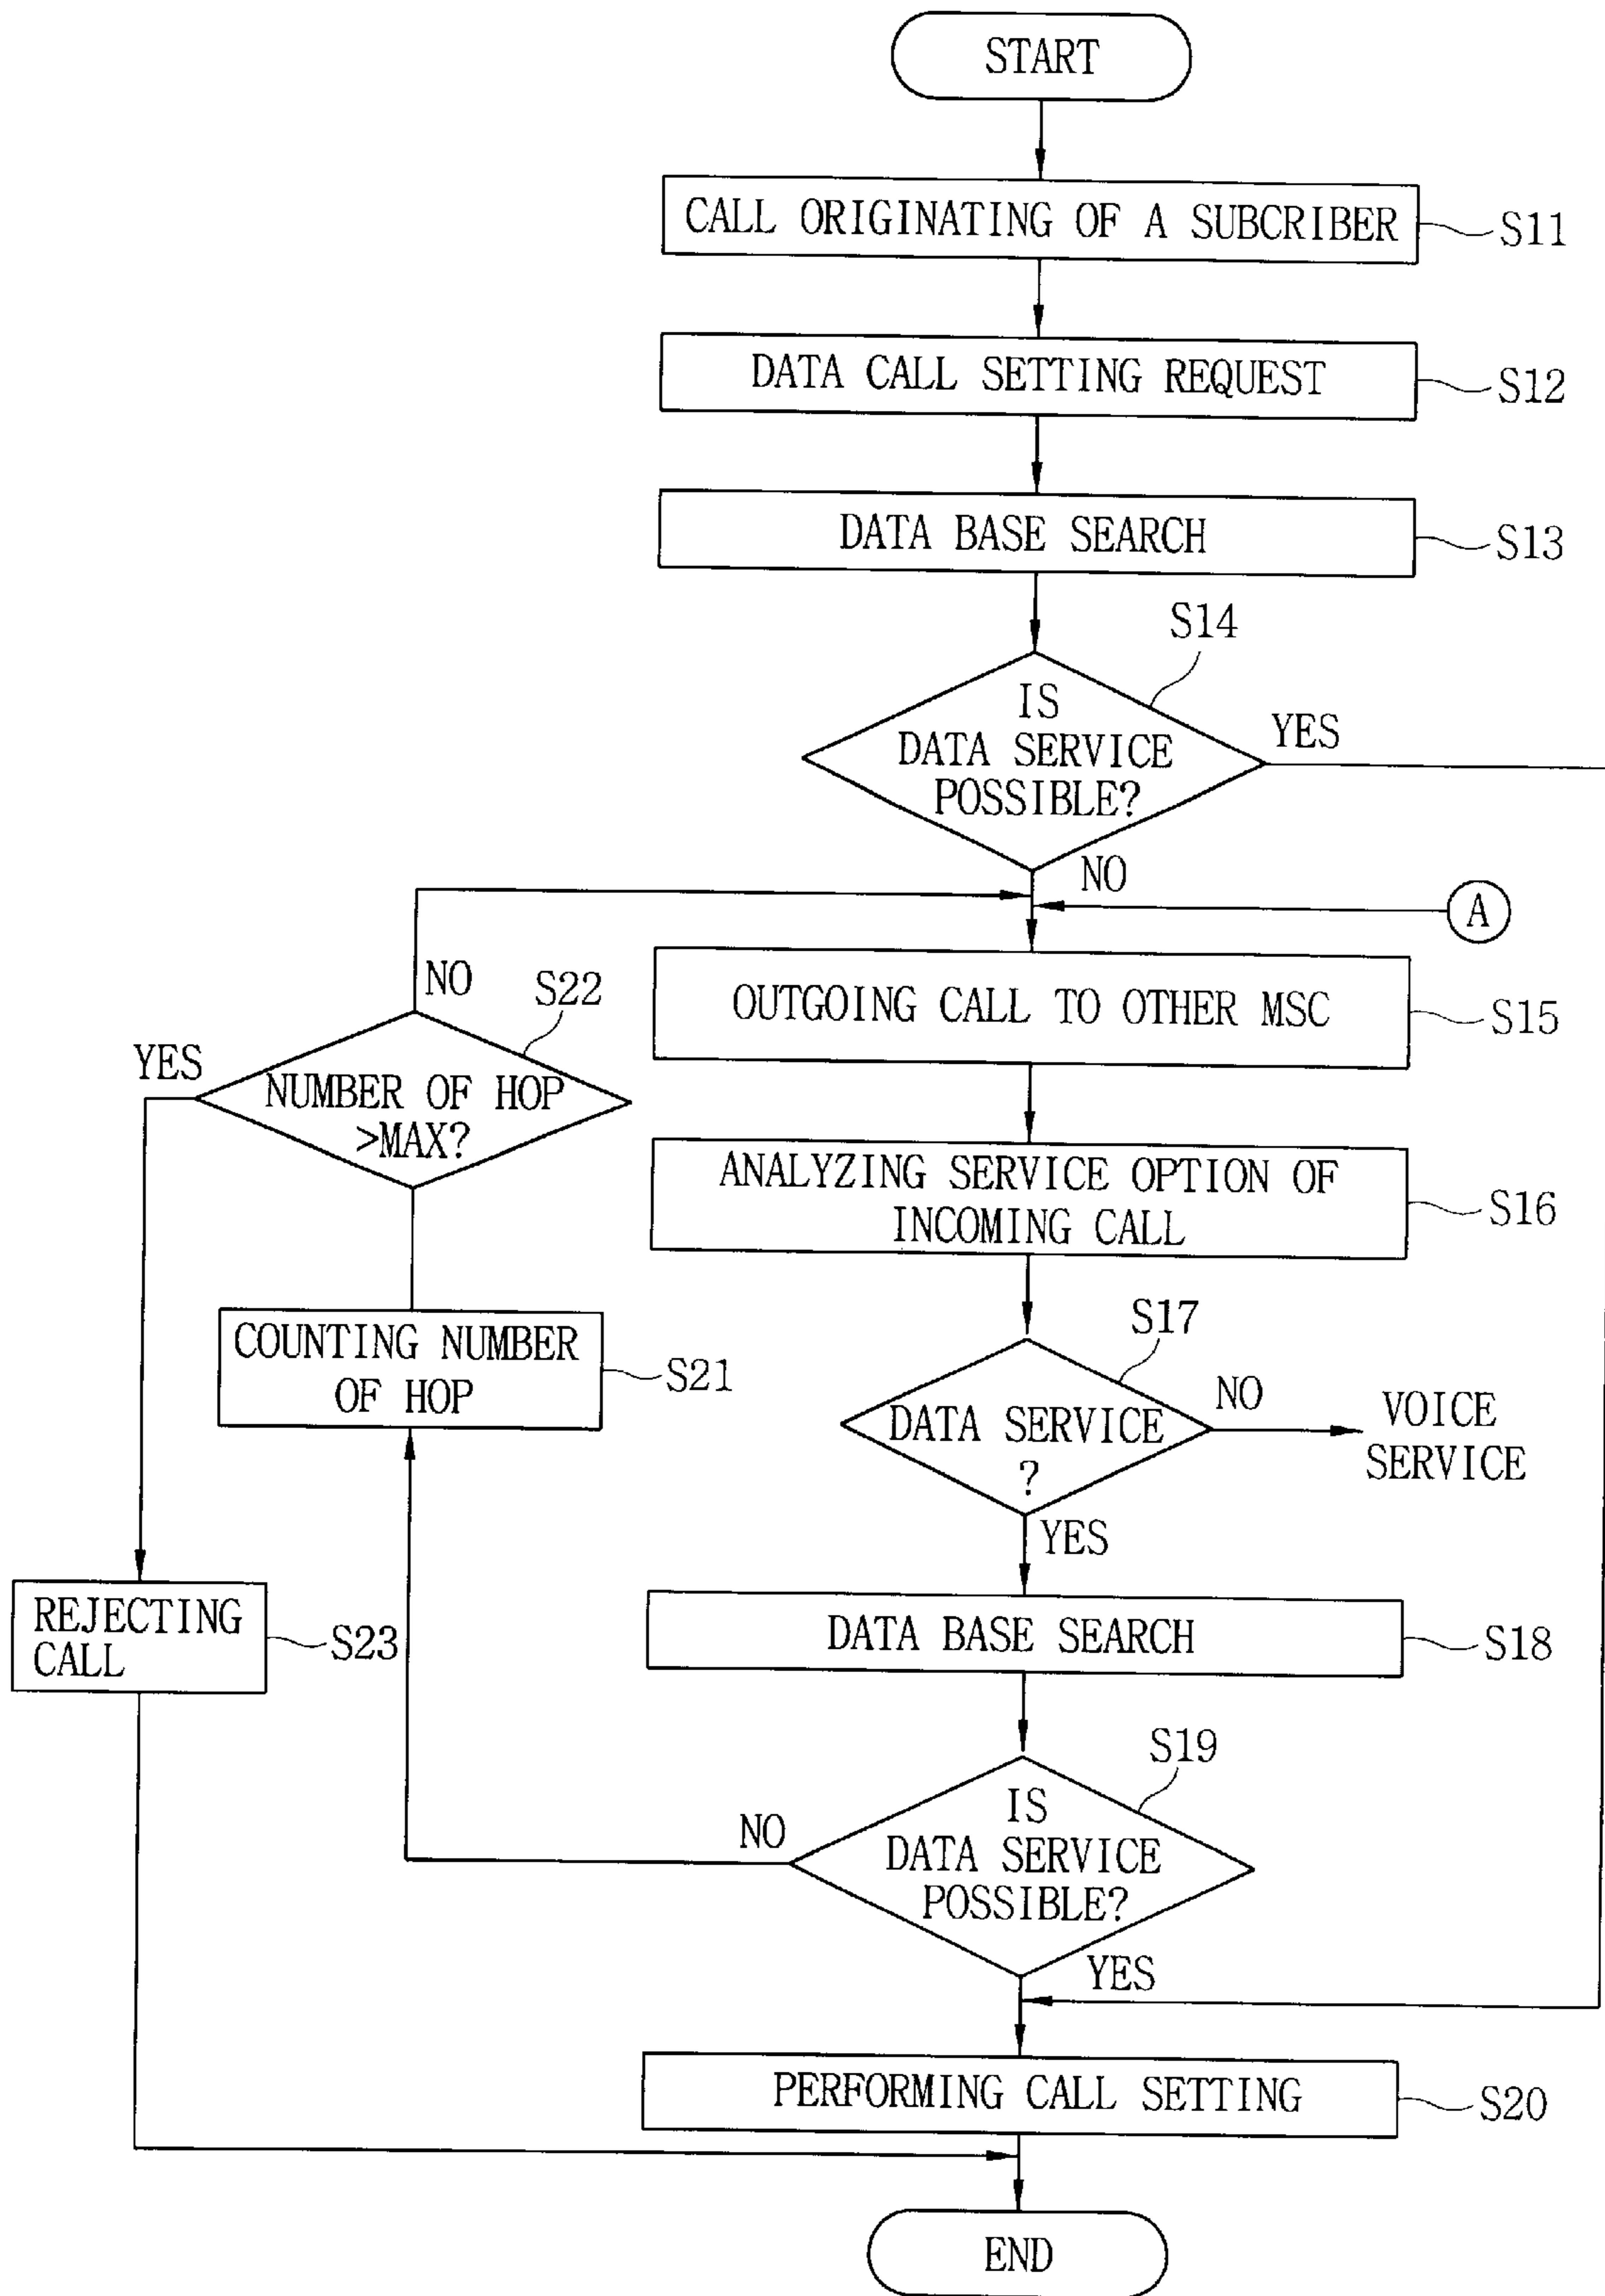 START
CALL ORIGINATING OF A SUBCRIBER
S11
DATA CALL SETTING REQUEST
S12
DATA BASE SEARCH
S13
S14
IS
DATA SERVICE
POSSIBLE?
YES
NO
A
NO
S22
OUTGOING CALL TO OTHER MSC
S15
YES
NUMBER OF HOP
>MAX?
ANALYZING SERVICE OPTION OF
INCOMING CALL
S16
S17
COUNTING NUMBER
OF HOP
S21
DATA SERVICE
?
NO
VOICE
SERVICE
YES
REJECTING
CALL
S23
DATA BASE SEARCH
S18
S19
IS
DATA SERVICE
POSSIBLE?
NO
YES
PERFORMING CALL SETTING
S20
END